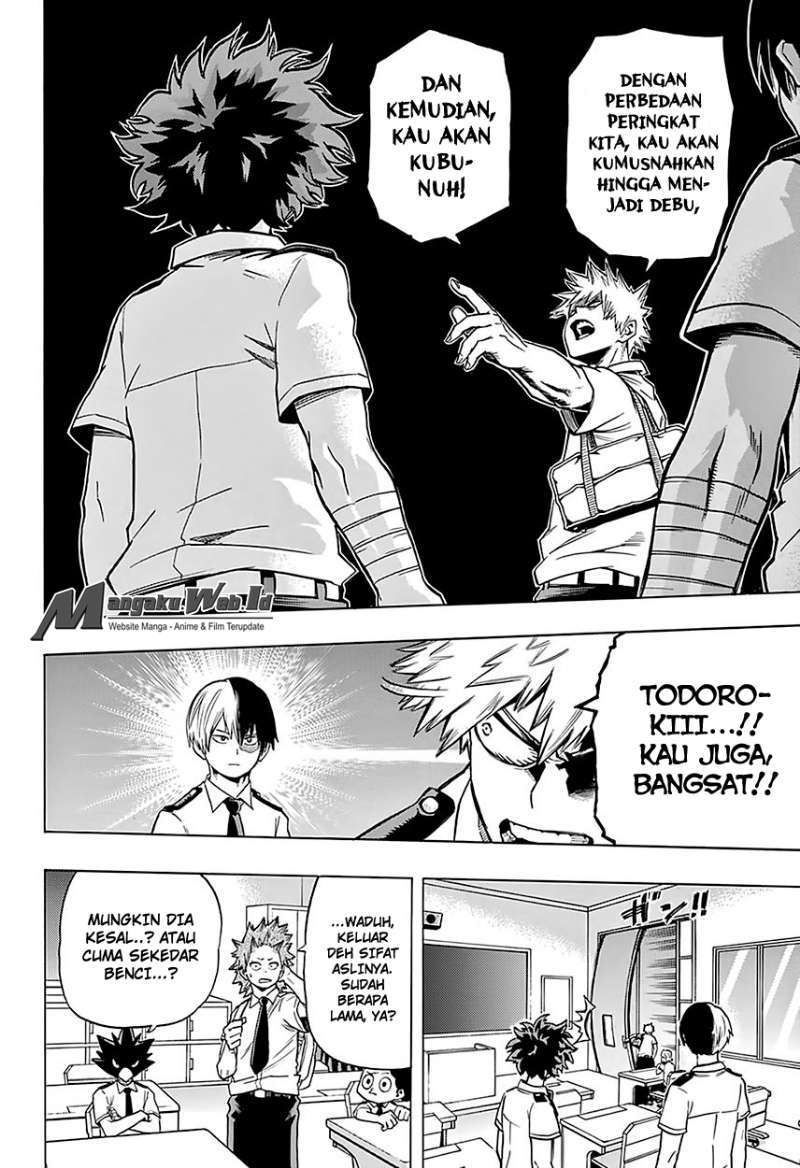 DENGAN
PERBEDAAN
PERINGKAT
KITA, KAU AKAN
KUMUSNAHKAN
HINGGA MEN-
JADI DEBU,
DAN
KEMUDIAN,
KAU AKAN
KUBU-
NUH!
Mangaku.Web.Id
Website Manga - Anime & Film Terupdate
TODORO-
KIII...!!
KAU JUGA,
BANGSAT!!
ガン!!
...WADUH,
KELUAR
DEH SIFAT
ASLINYA.
SUDAH
BERAPA
LAMA, YA?
MUNGKIN DIA
KESAL..? ATAU
CUMA SEKEDAR
BENCI...?